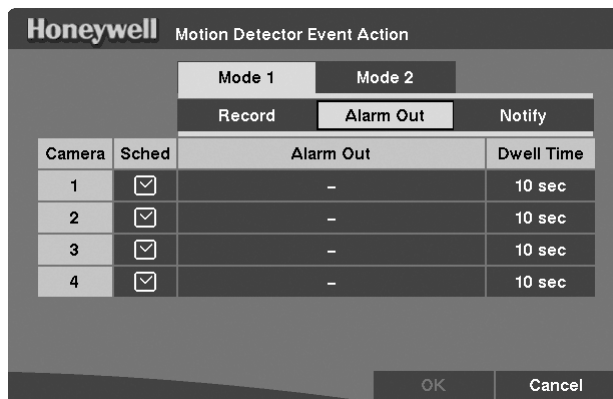 Honeywell Motion Detector Event Action
Mode 1 Mode 2
Record Alarm Out Notify
Camera Sched Alarm Out Dwell Time
1 – 10 sec
2 – 10 sec
3 – 10 sec
4 – 10 sec
OK Cancel